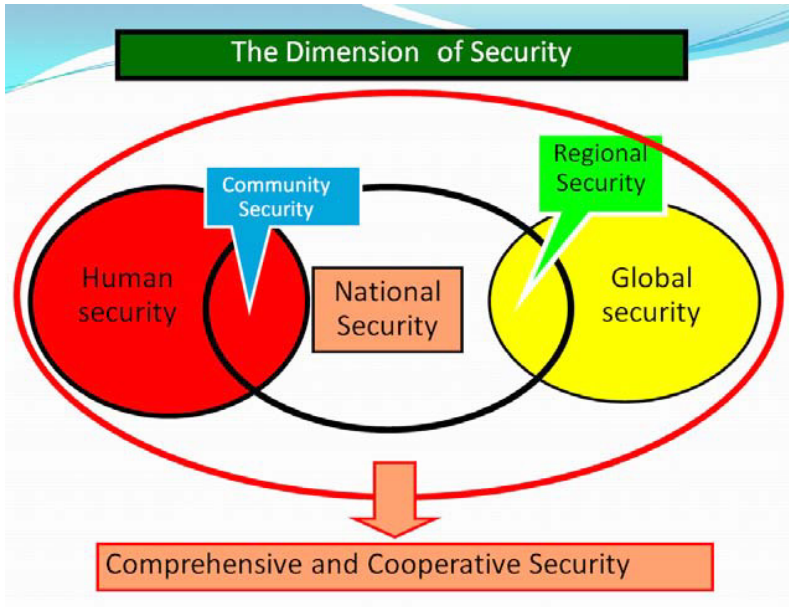 The Dimension of Security
Community
Security
Regional
Security
Human
security
National
Security
Global
security
Comprehensive and Cooperative Security